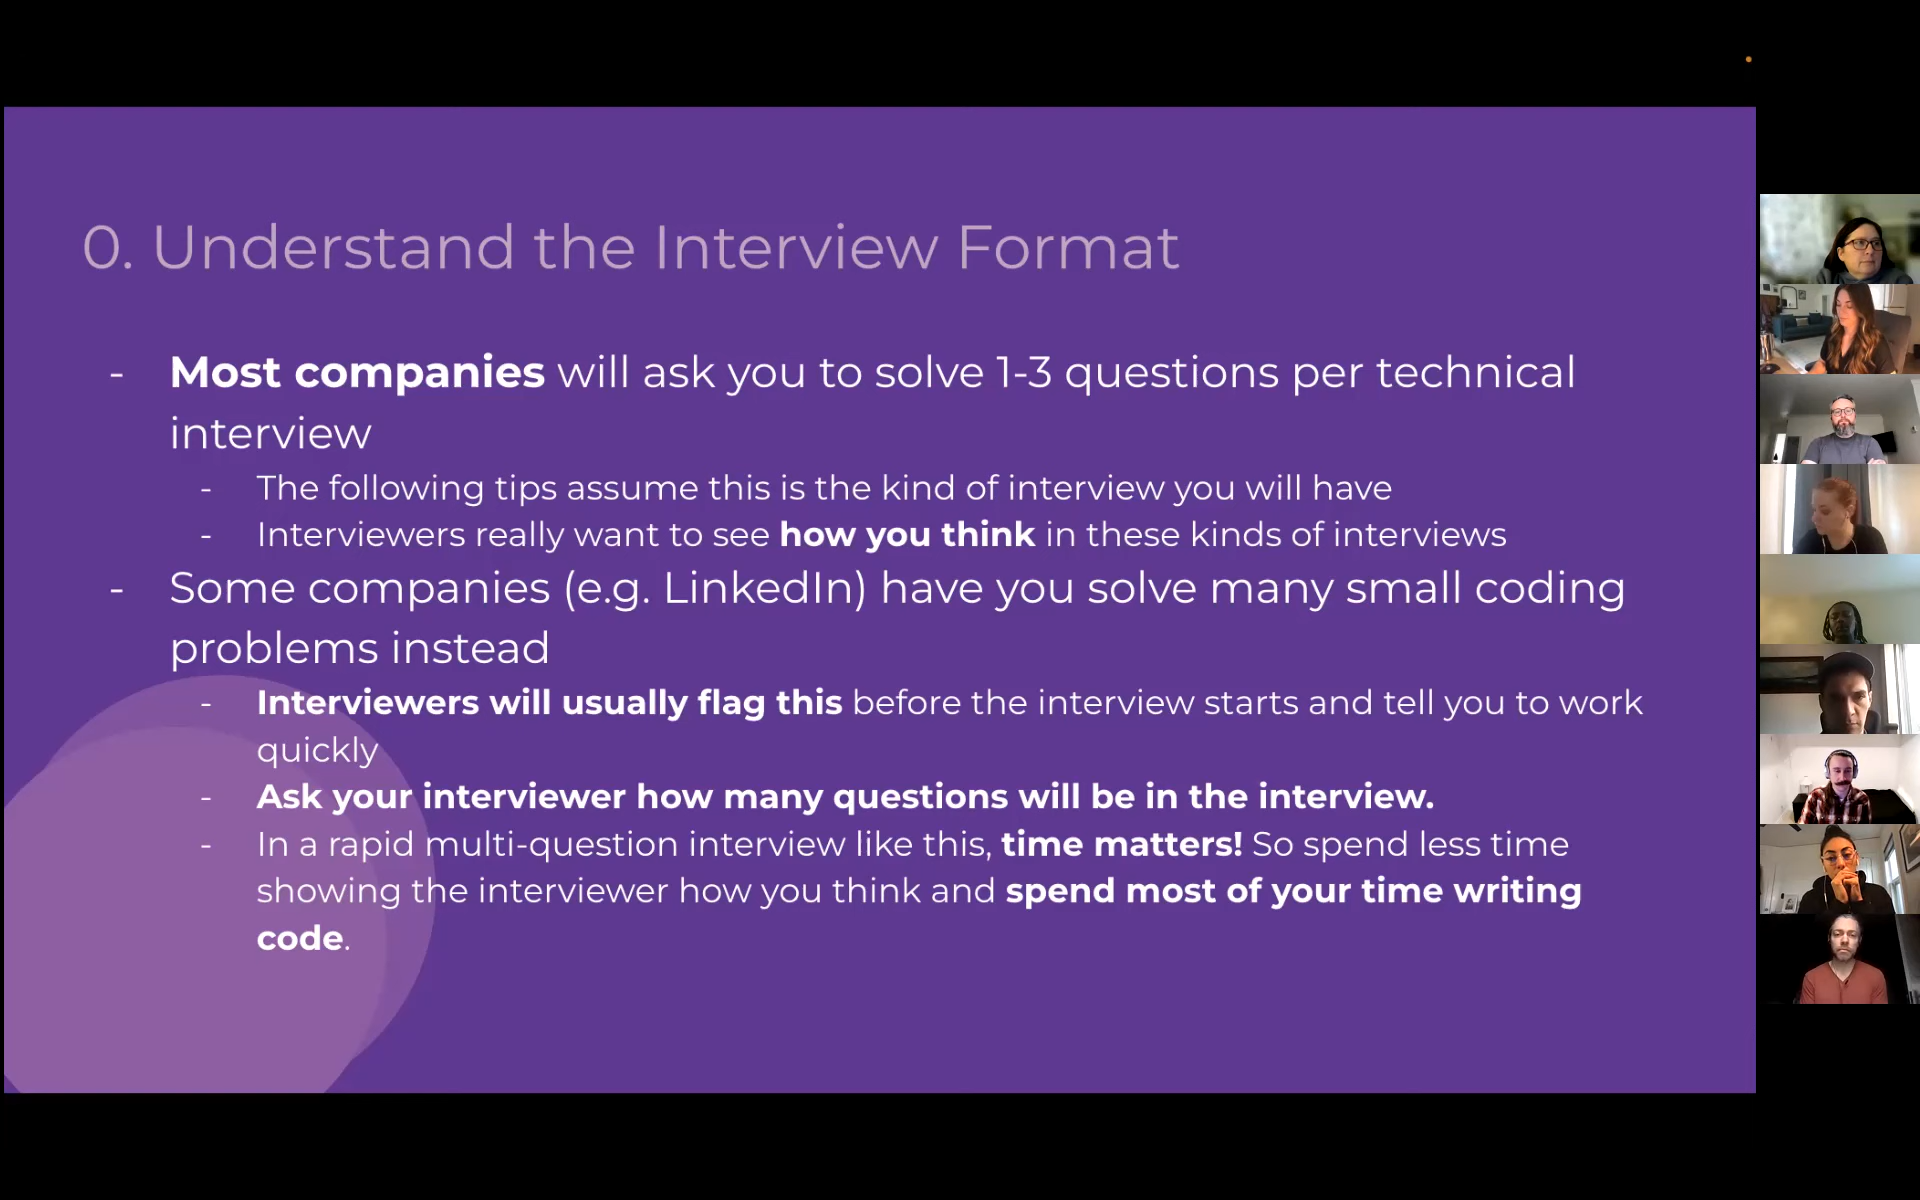 0. Understand the Interview Format
- Most companies will ask you to solve 1-3 questions per technical
interview
- The following tips assume this is the kind of interview you will have
- Interviewers really want to see how you think in these kinds of interviews
- Some companies (e.g. LinkedIn) have you solve many small coding
problems instead
- Interviewers will usually flag this before the interview starts and tell you to work
quickly
- Ask your interviewer how many questions will be in the interview.
- In a rapid multi-question interview like this, time matters! So spend less time
showing the interviewer how you think and spend most of your time writing
code.